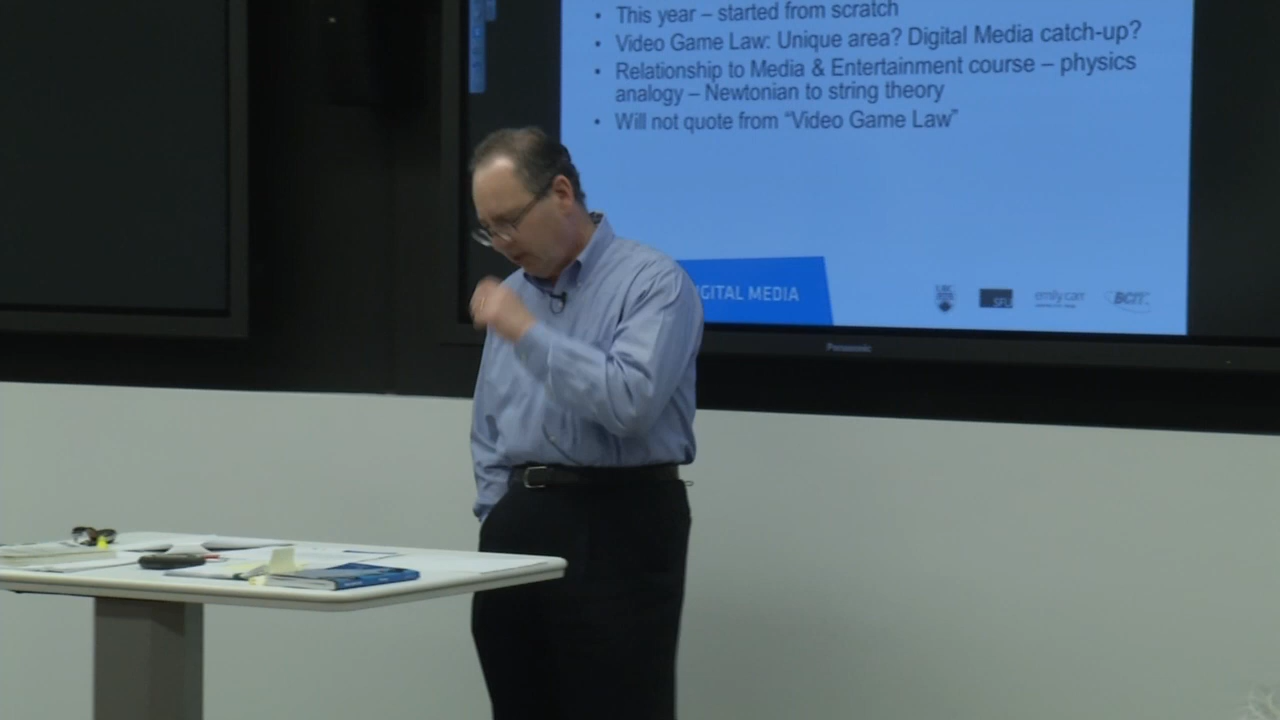 • This year – started from scratch
• Video Game Law: Unique area? Digital Media catch-up?
• Relationship to Media & Entertainment course – physics
analogy – Newtonian to string theory
• Will not quote from “Video Game Law”
IGITAL MEDIA
UBC
SFU
emily carr
BCIT
Panasonic